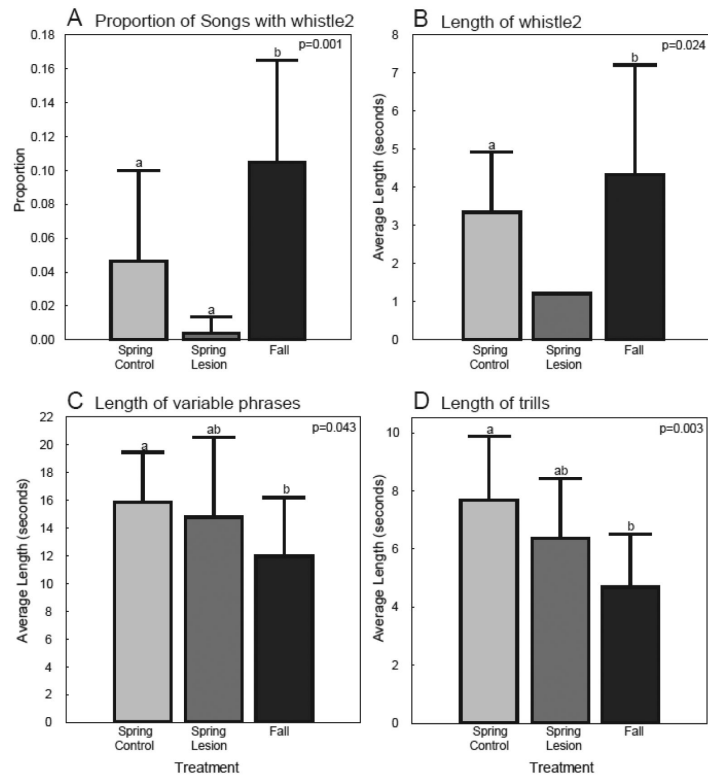 A Proportion of Songs with whistle2
p=0.001
0.18
0.16
0.14
0.12
0.10
0.08
0.06
0.04
0.02
0.00
Proportion
a
a
b
Spring Control
Spring Lesion
Fall
B Length of whistle2
p=0.024
8
7
6
5
4
3
2
1
0
Average Length (seconds)
a
b
Spring Control
Spring Lesion
Fall
C Length of variable phrases
p=0.043
22
20
18
16
14
12
10
8
6
4
2
0
Average Length (seconds)
a
ab
b
Spring Control
Spring Lesion
Fall
Treatment
D Length of trills
p=0.003
10
8
6
4
2
0
Average Length (seconds)
a
ab
b
Spring Control
Spring Lesion
Fall
Treatment